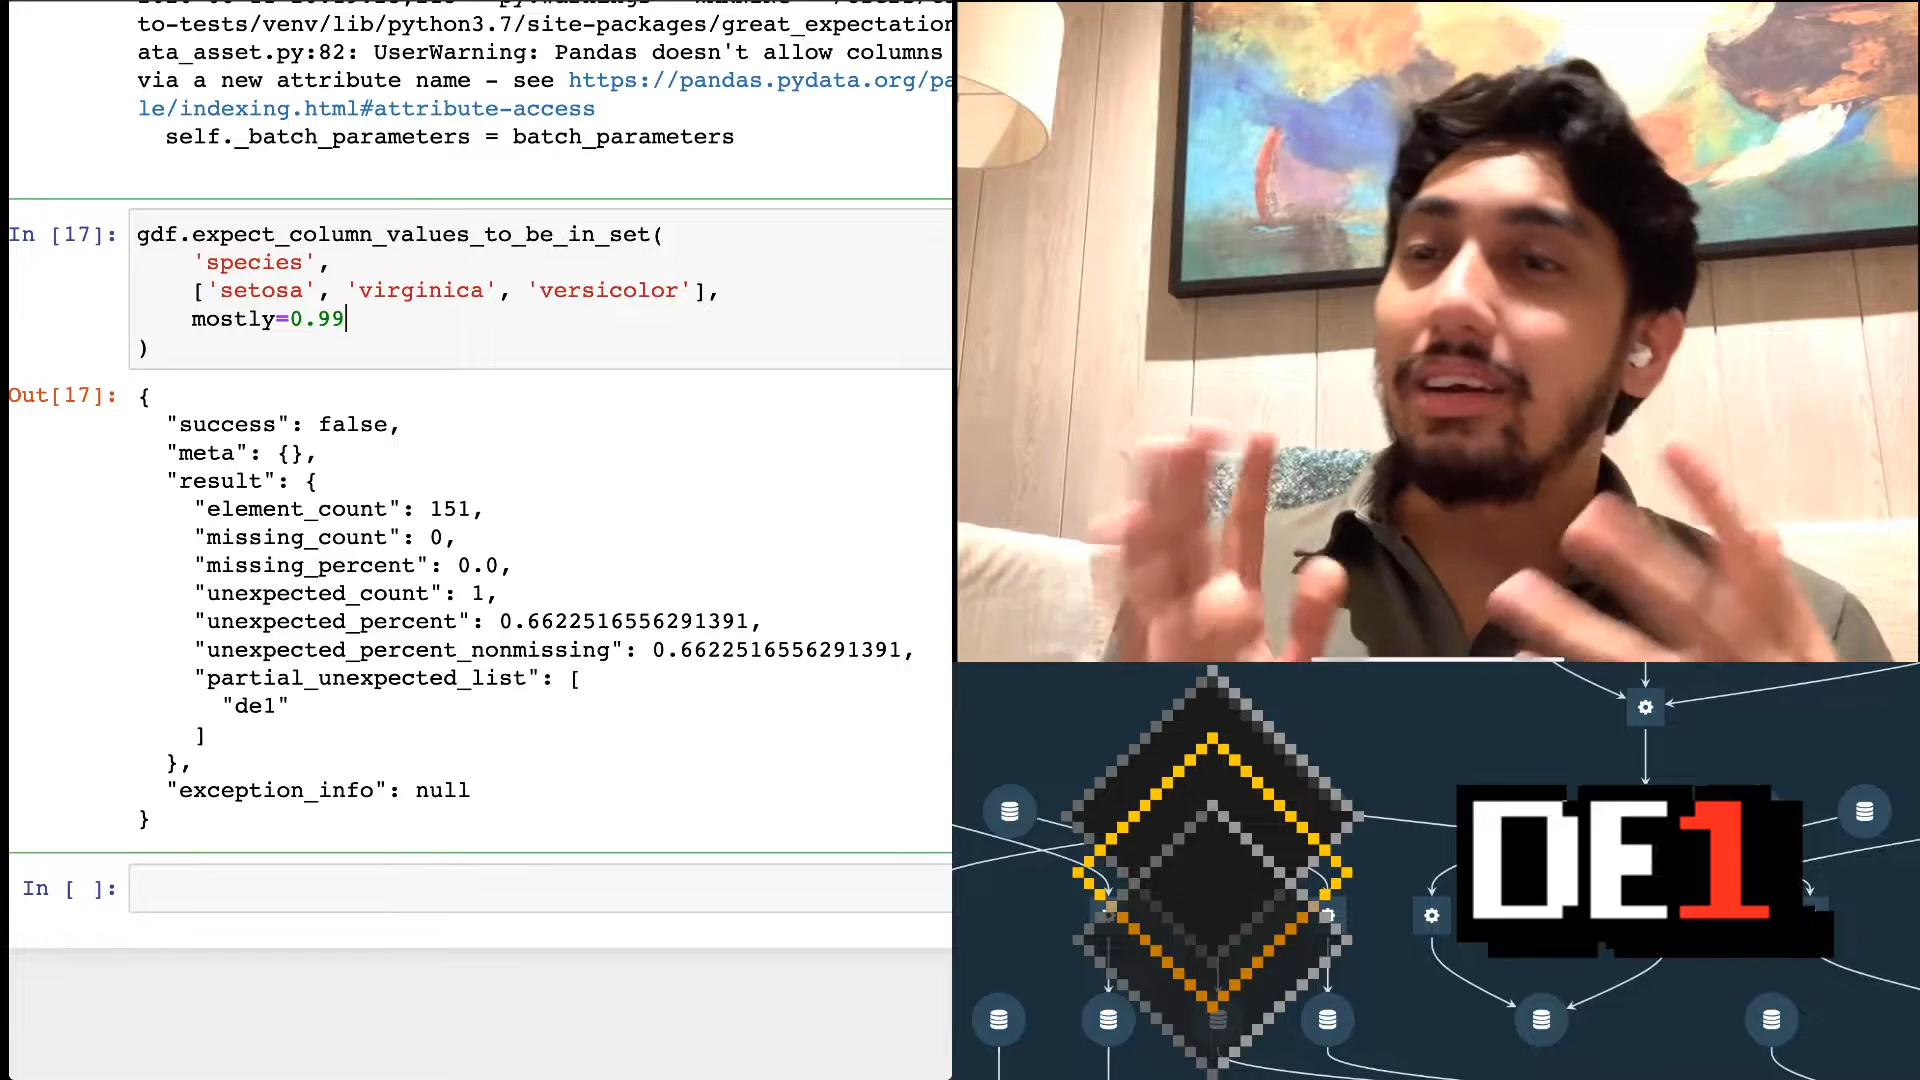 to-tests/venv/lib/python3.7/site-packages/great_expectation
ata_asset.py:82: UserWarning: Pandas doesn't allow columns
via a new attribute name - see https://pandas.pydata.org/pa
le/indexing.html#attribute-access
self._batch_parameters = batch_parameters
In [17]: gdf.expect_column_values_to_be_in_set(
'species',
['setosa', 'virginica', 'versicolor'],
mostly=0.99
)
Out[17]: {
"success": false,
"meta": {},
"result": {
"element_count": 151,
"missing_count": 0,
"missing_percent": 0.0,
"unexpected_count": 1,
"unexpected_percent": 0.6622516556291391,
"unexpected_percent_nonmissing": 0.6622516556291391,
"partial_unexpected_list": [
"de1"
]
},
"exception_info": null
}
In [ ]:
DE1